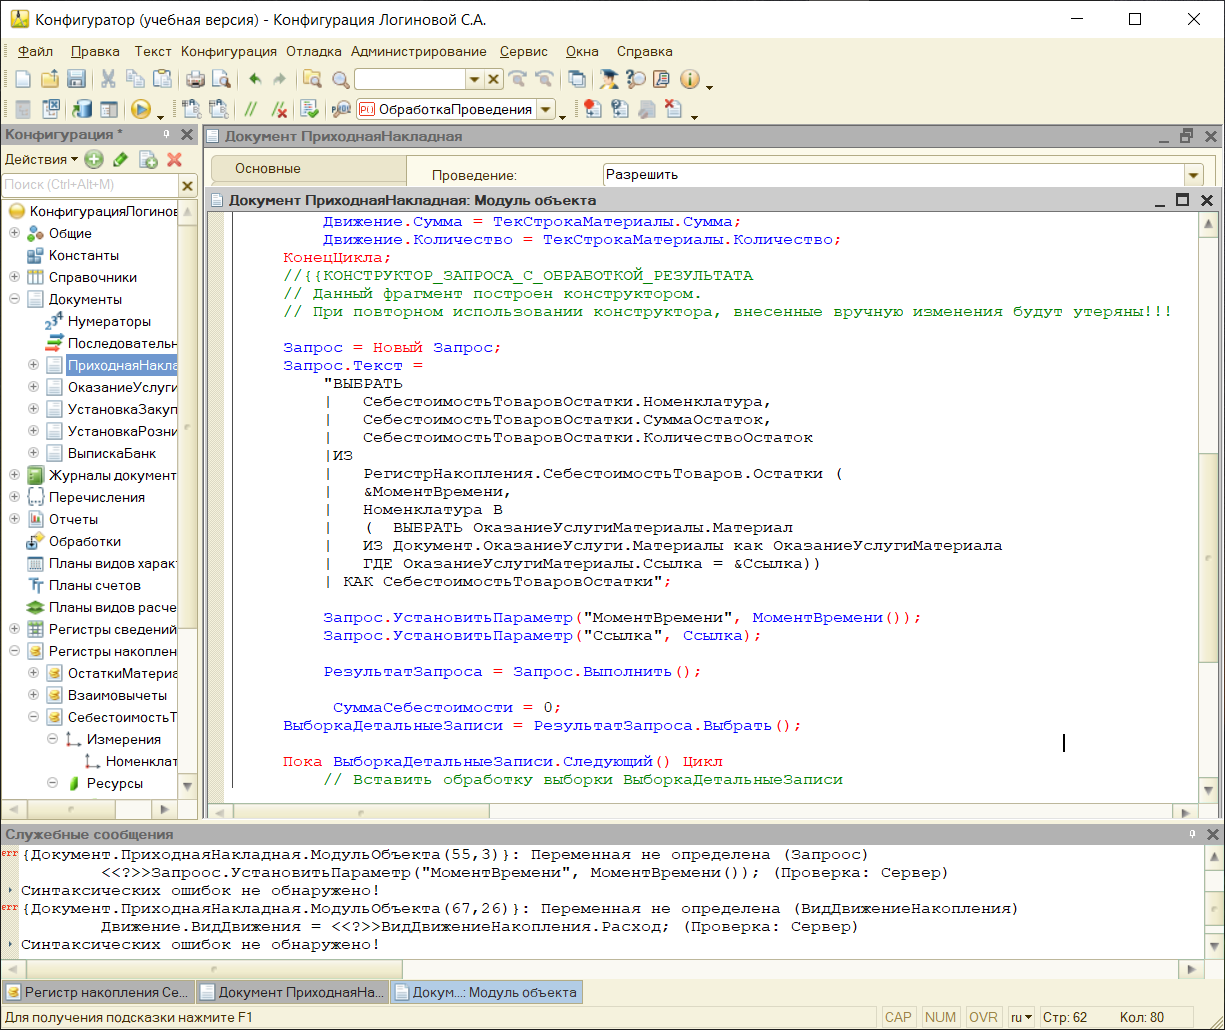 Конфигуратор (учебная версия) - Конфигурация Логиновой С.А.
Файл Правка Текст Конфигурация Отладка Администрирование Сервис Окна Справка
ОбработкаПроведения
Конфигурация *
Действия
Поиск (Ctrl+Alt+M)
КонфигурацияЛогинов
Общие
Константы
Справочники
Документы
Нумераторы
Последовательн
ПриходнаяНакла
ОказаниеУслуги
УстановкаЗакуп
УстановкаРозни
ВыпискаБанк
Журналы документ
Перечисления
Отчеты
Обработки
Планы видов харак
Планы счетов
Планы видов расче
Регистры сведений
Регистры накоплен
ОстаткиМатериа
Взаимовычеты
СебестоимостьТ
Измерения
Номенклат
Ресурсы
Документ ПриходнаяНакладная
Основные
Проведение:
Разрешить
Документ ПриходнаяНакладная: Модуль объекта
Движение.Сумма = ТекСтрокаМатериалы.Сумма;
Движение.Количество = ТекСтрокаМатериалы.Количество;
КонецЦикла;
//{{КОНСТРУКТОР_ЗАПРОСА_С_ОБРАБОТКОЙ_РЕЗУЛЬТАТА
// Данный фрагмент построен конструктором.
// При повторном использовании конструктора, внесенные вручную изменения будут утеряны!!!
Запрос = Новый Запрос;
Запрос.Текст =
"ВЫБРАТЬ
| СебестоимостьТоваровОстатки.Номенклатура,
| СебестоимостьТоваровОстатки.СуммаОстаток,
| СебестоимостьТоваровОстатки.КоличествоОстаток
|ИЗ
| РегистрНакопления.СебестоимостьТоваров.Остатки (
| &МоментВремени,
| Номенклатура В
| ( ВЫБРАТЬ ОказаниеУслугиМатериалы.Материал
| ИЗ Документ.ОказаниеУслуги.Материалы как ОказаниеУслугиМатериала
| ГДЕ ОказаниеУслугиМатериалы.Ссылка = &Ссылка))
| КАК СебестоимостьТоваровОстатки";
Запрос.УстановитьПараметр("МоментВремени", МоментВремени());
Запрос.УстановитьПараметр("Ссылка", Ссылка);
РезультатЗапроса = Запрос.Выполнить();
СуммаСебестоимости = 0;
ВыборкаДетальныеЗаписи = РезультатЗапроса.Выбрать();
Пока ВыборкаДетальныеЗаписи.Следующий() Цикл
// Вставить обработку выборки ВыборкаДетальныеЗаписи
Служебные сообщения
err {Документ.ПриходнаяНакладная.МодульОбъекта(55,3)}: Переменная не определена (Запроос)
<<?>>Запроос.УстановитьПараметр("МоментВремени", МоментВремени()); (Проверка: Сервер)
Синтаксических ошибок не обнаружено!
err {Документ.ПриходнаяНакладная.МодульОбъекта(67,26)}: Переменная не определена (ВидДвижениеНакопления)
Движение.ВидДвижения = <<?>>ВидДвижениеНакопления.Расход; (Проверка: Сервер)
Синтаксических ошибок не обнаружено!
Регистр накопления Се... Документ ПриходнаяНа... Докум...: Модуль объекта
Для получения подсказки нажмите F1 CAP NUM OVR ru Стр: 62 Кол: 80